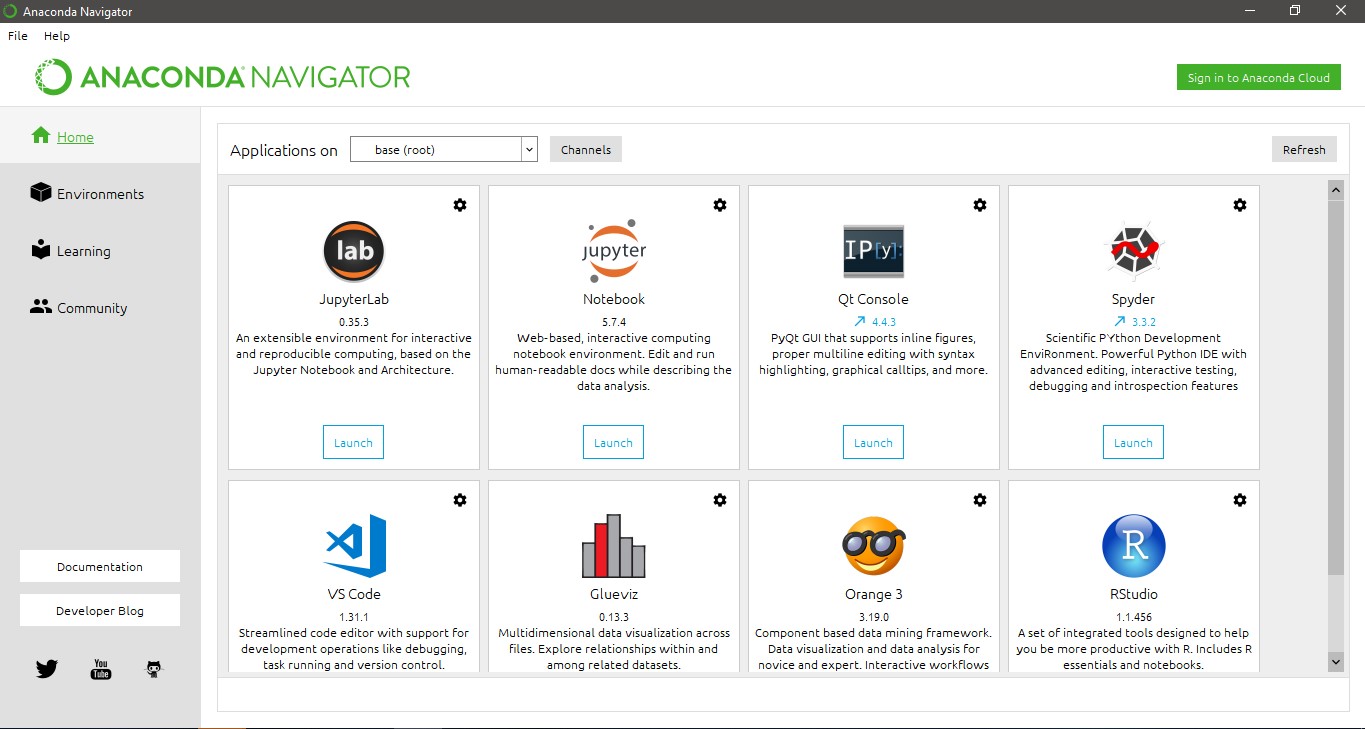 Anaconda Navigator
File Help
ANACONDA NAVIGATOR
Sign in to Anaconda Cloud
Home
Environments
Learning
Community
Documentation
Developer Blog
You
Tube
Applications on base (root) Channels Refresh
lab
JupyterLab
0.35.3
An extensible environment for interactive
and reproducible computing, based on the
Jupyter Notebook and Architecture.
Launch
jupyter
Notebook
5.7.4
Web-based, interactive computing
notebook environment. Edit and run
human-readable docs while describing the
data analysis.
Launch
IP[y]:
Qt Console
4.4.3
PyQt GUI that supports inline figures,
proper multiline editing with syntax
highlighting, graphical calltips, and more.
Launch
Spyder
3.3.2
Scientific PYthon Development
EnviRonment. Powerful Python IDE with
advanced editing, interactive testing,
debugging and introspection features
Launch
VS Code
1.31.1
Streamlined code editor with support for
development operations like debugging,
task running and version control.
Glueviz
0.13.3
Multidimensional data visualization across
files. Explore relationships within and
among related datasets.
Orange 3
3.19.0
Component based data mining framework.
Data visualization and data analysis for
novice and expert. Interactive workflows
R
RStudio
1.1.456
A set of integrated tools designed to help
you be more productive with R. Includes R
essentials and notebooks.